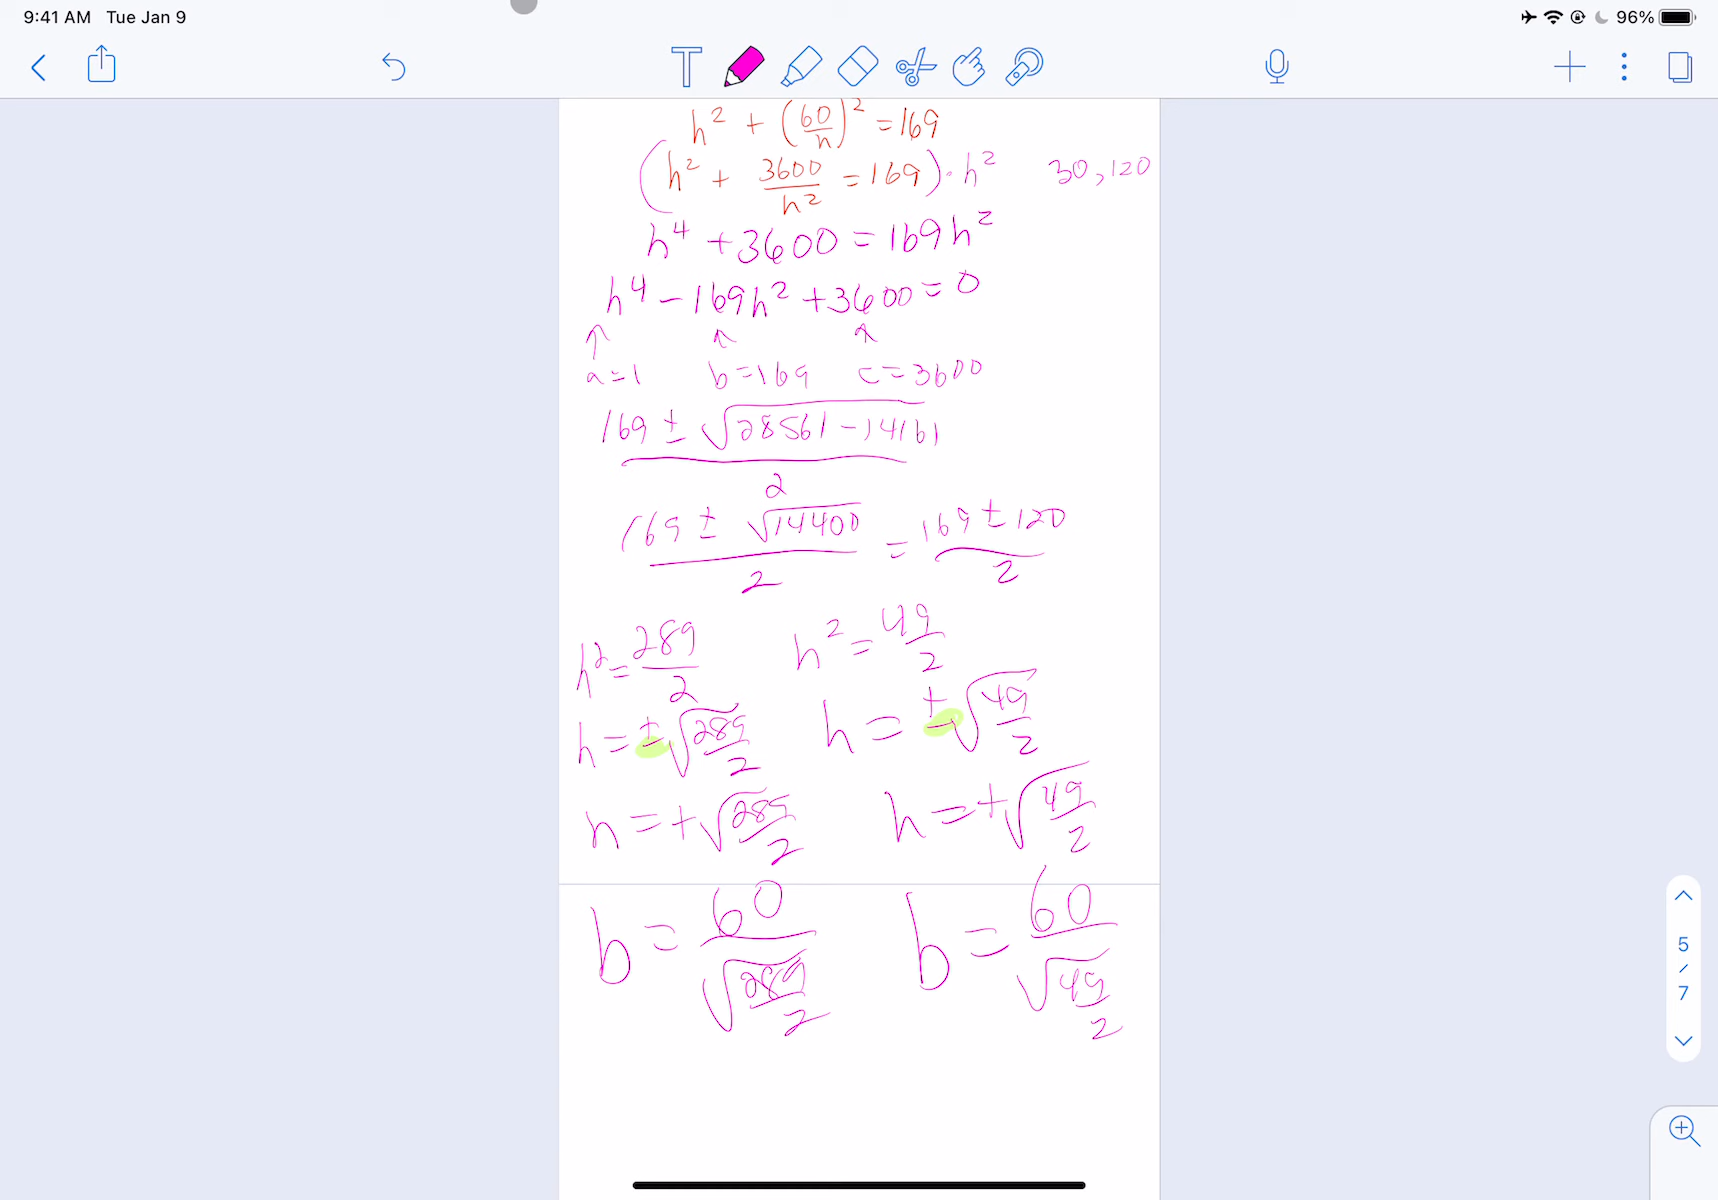 9:41 AM Tue Jan 9 96%
T
h² + (60/h)² = 169
(h² + 3600/h² = 169) · h² 30, 120
h⁴ + 3600 = 169h²
h⁴ - 169h² + 3600 = 0
a = 1 b = 169 c = 3600
169 ± √28561 - 14161 / 2
169 ± √14400 / 2 = 169 ± 120 / 2
h² = 289/2 h² = 49/2
h = ±√289/2 h = ±√49/2
h = +√289/2 h = +√49/2
b = 60/√289/2 b = 60/√49/2
5
/
7